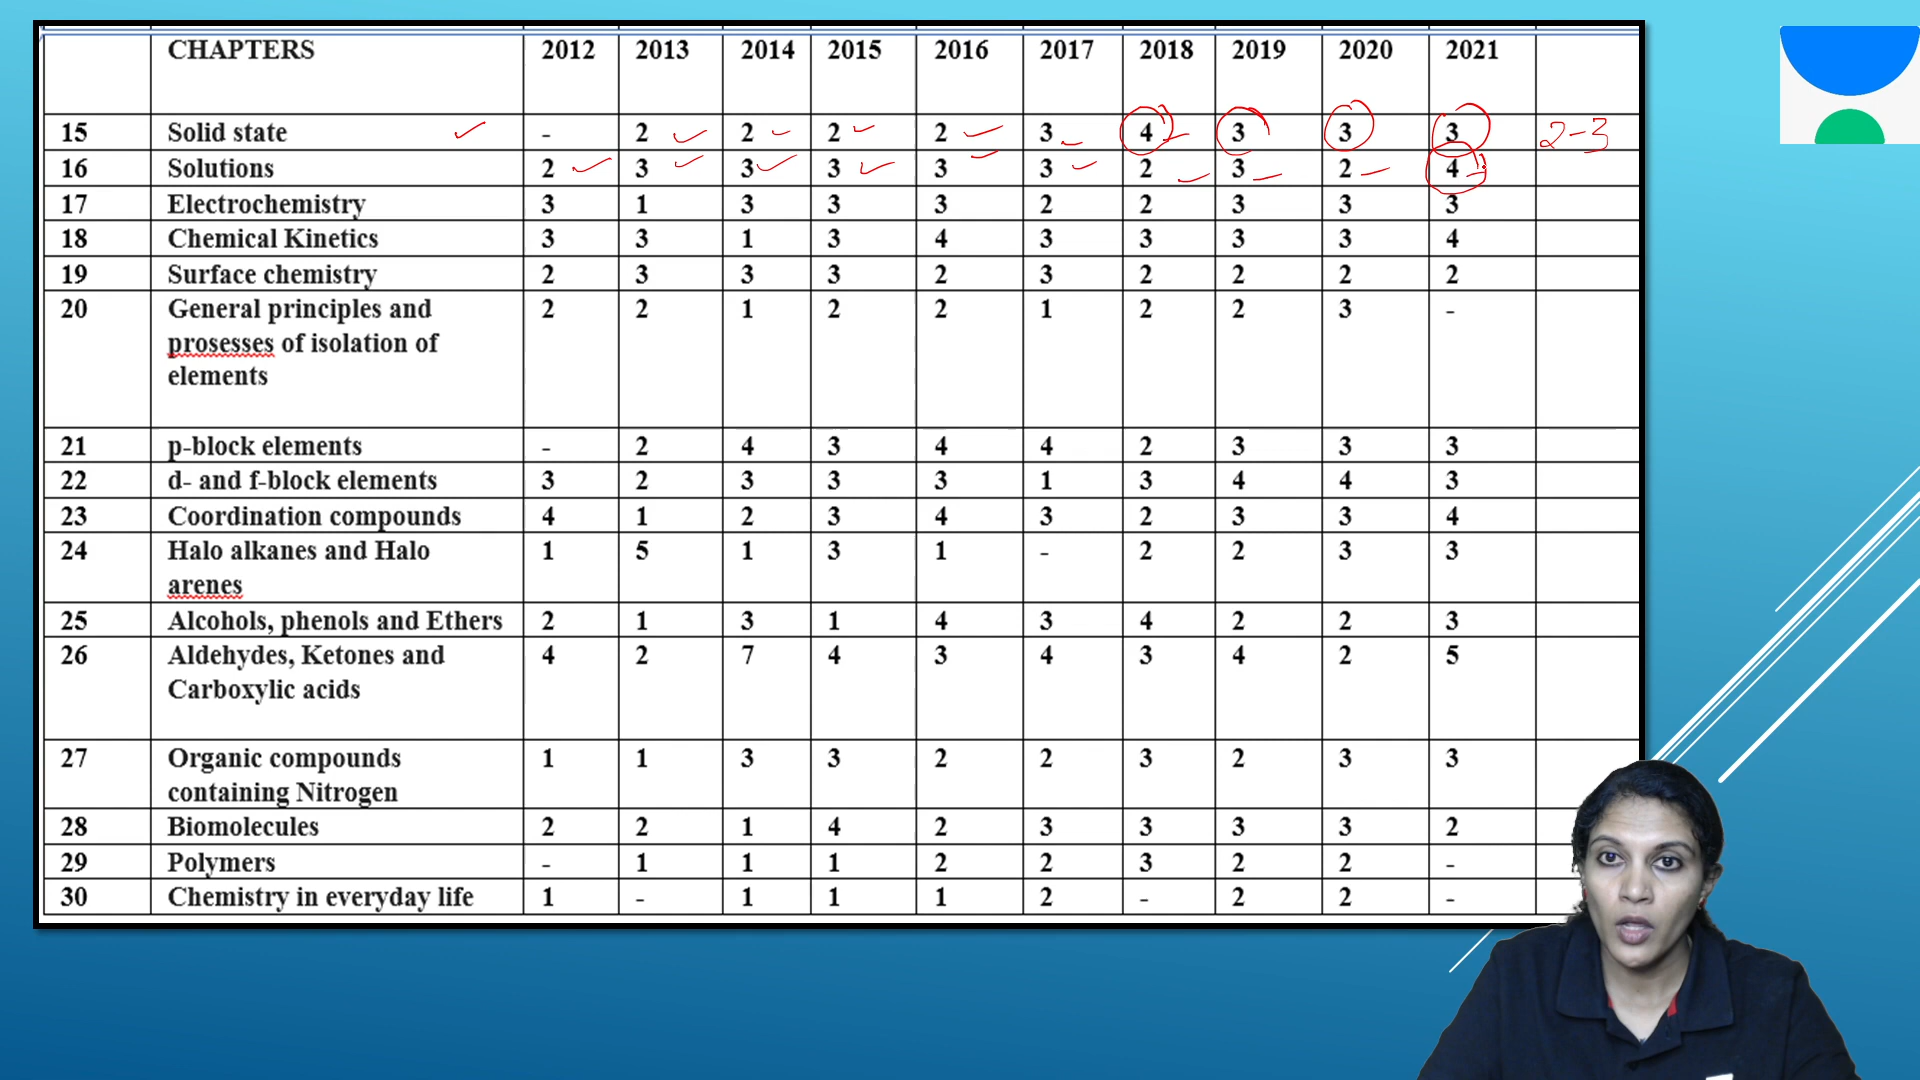 CHAPTERS 2012 2013 2014 2015 2016 2017 2018 2019 2020 2021
15 Solid state - 2 2 2 2 3 4 3 3 3 2-3
16 Solutions 2 3 3 3 3 3 2 3 2 4
17 Electrochemistry 3 1 3 3 3 2 2 3 3 3
18 Chemical Kinetics 3 3 1 3 4 3 3 3 3 4
19 Surface chemistry 2 3 3 3 2 3 2 2 2 2
20 General principles and 2 2 1 2 2 1 2 2 3 -
prosesses of isolation of
elements
21 p-block elements - 2 4 3 4 4 2 3 3 3
22 d- and f-block elements 3 2 3 3 3 1 3 4 4 3
23 Coordination compounds 4 1 2 3 4 3 2 3 3 4
24 Halo alkanes and Halo 1 5 1 3 1 - 2 2 3 3
arenes
25 Alcohols, phenols and Ethers 2 1 3 1 4 3 4 2 2 3
26 Aldehydes, Ketones and 4 2 7 4 3 4 3 4 2 5
Carboxylic acids
27 Organic compounds 1 1 3 3 2 2 3 2 3 3
containing Nitrogen
28 Biomolecules 2 2 1 4 2 3 3 3 3 2
29 Polymers - 1 1 1 2 2 3 2 2 -
30 Chemistry in everyday life 1 - 1 1 1 2 - 2 2 -